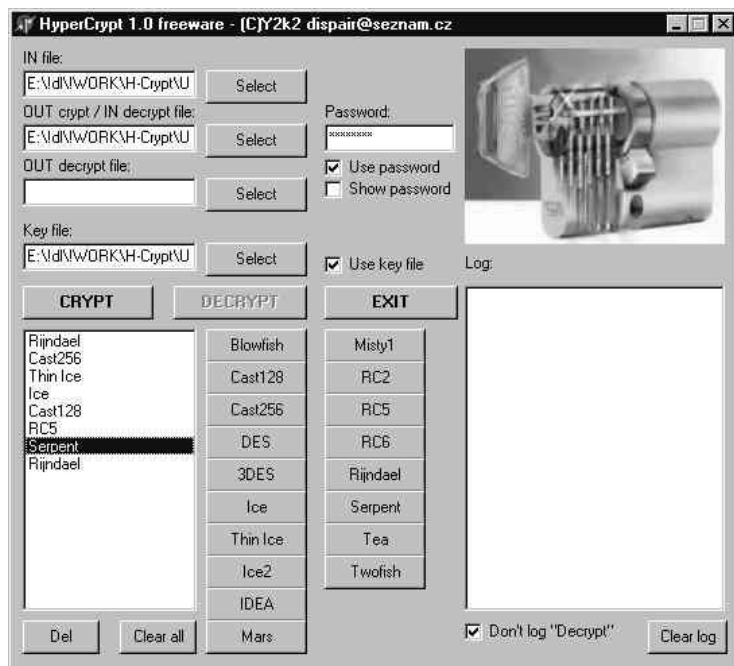 HyperCrypt 1.0 freeware - (C)Y2k2 dispair@seznam.cz
IN file:
E:\Idl\!WORK\H-Crypt\U
Select
OUT crypt / IN decrypt file:
E:\Idl\!WORK\H-Crypt\U
Select
Password:
xxxxxxxx
OUT decrypt file:
Select
Use password
Show password
Key file:
E:\Idl\!WORK\H-Crypt\U
Select
Use key file
Log:
CRYPT
DECRYPT
EXIT
Rijndael
Cast256
Thin Ice
Ice
Cast128
RC5
Serpent
Rijndael
Blowfish
Cast128
Cast256
DES
3DES
Ice
Thin Ice
Ice2
IDEA
Mars
Misty1
RC2
RC5
RC6
Rijndael
Serpent
Tea
Twofish
Del
Clear all
Don't log "Decrypt"
Clear log